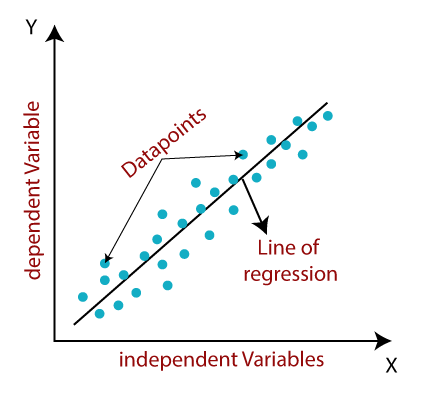 Y
dependent Variable
Datapoints
Line of
regression
independent Variables
X